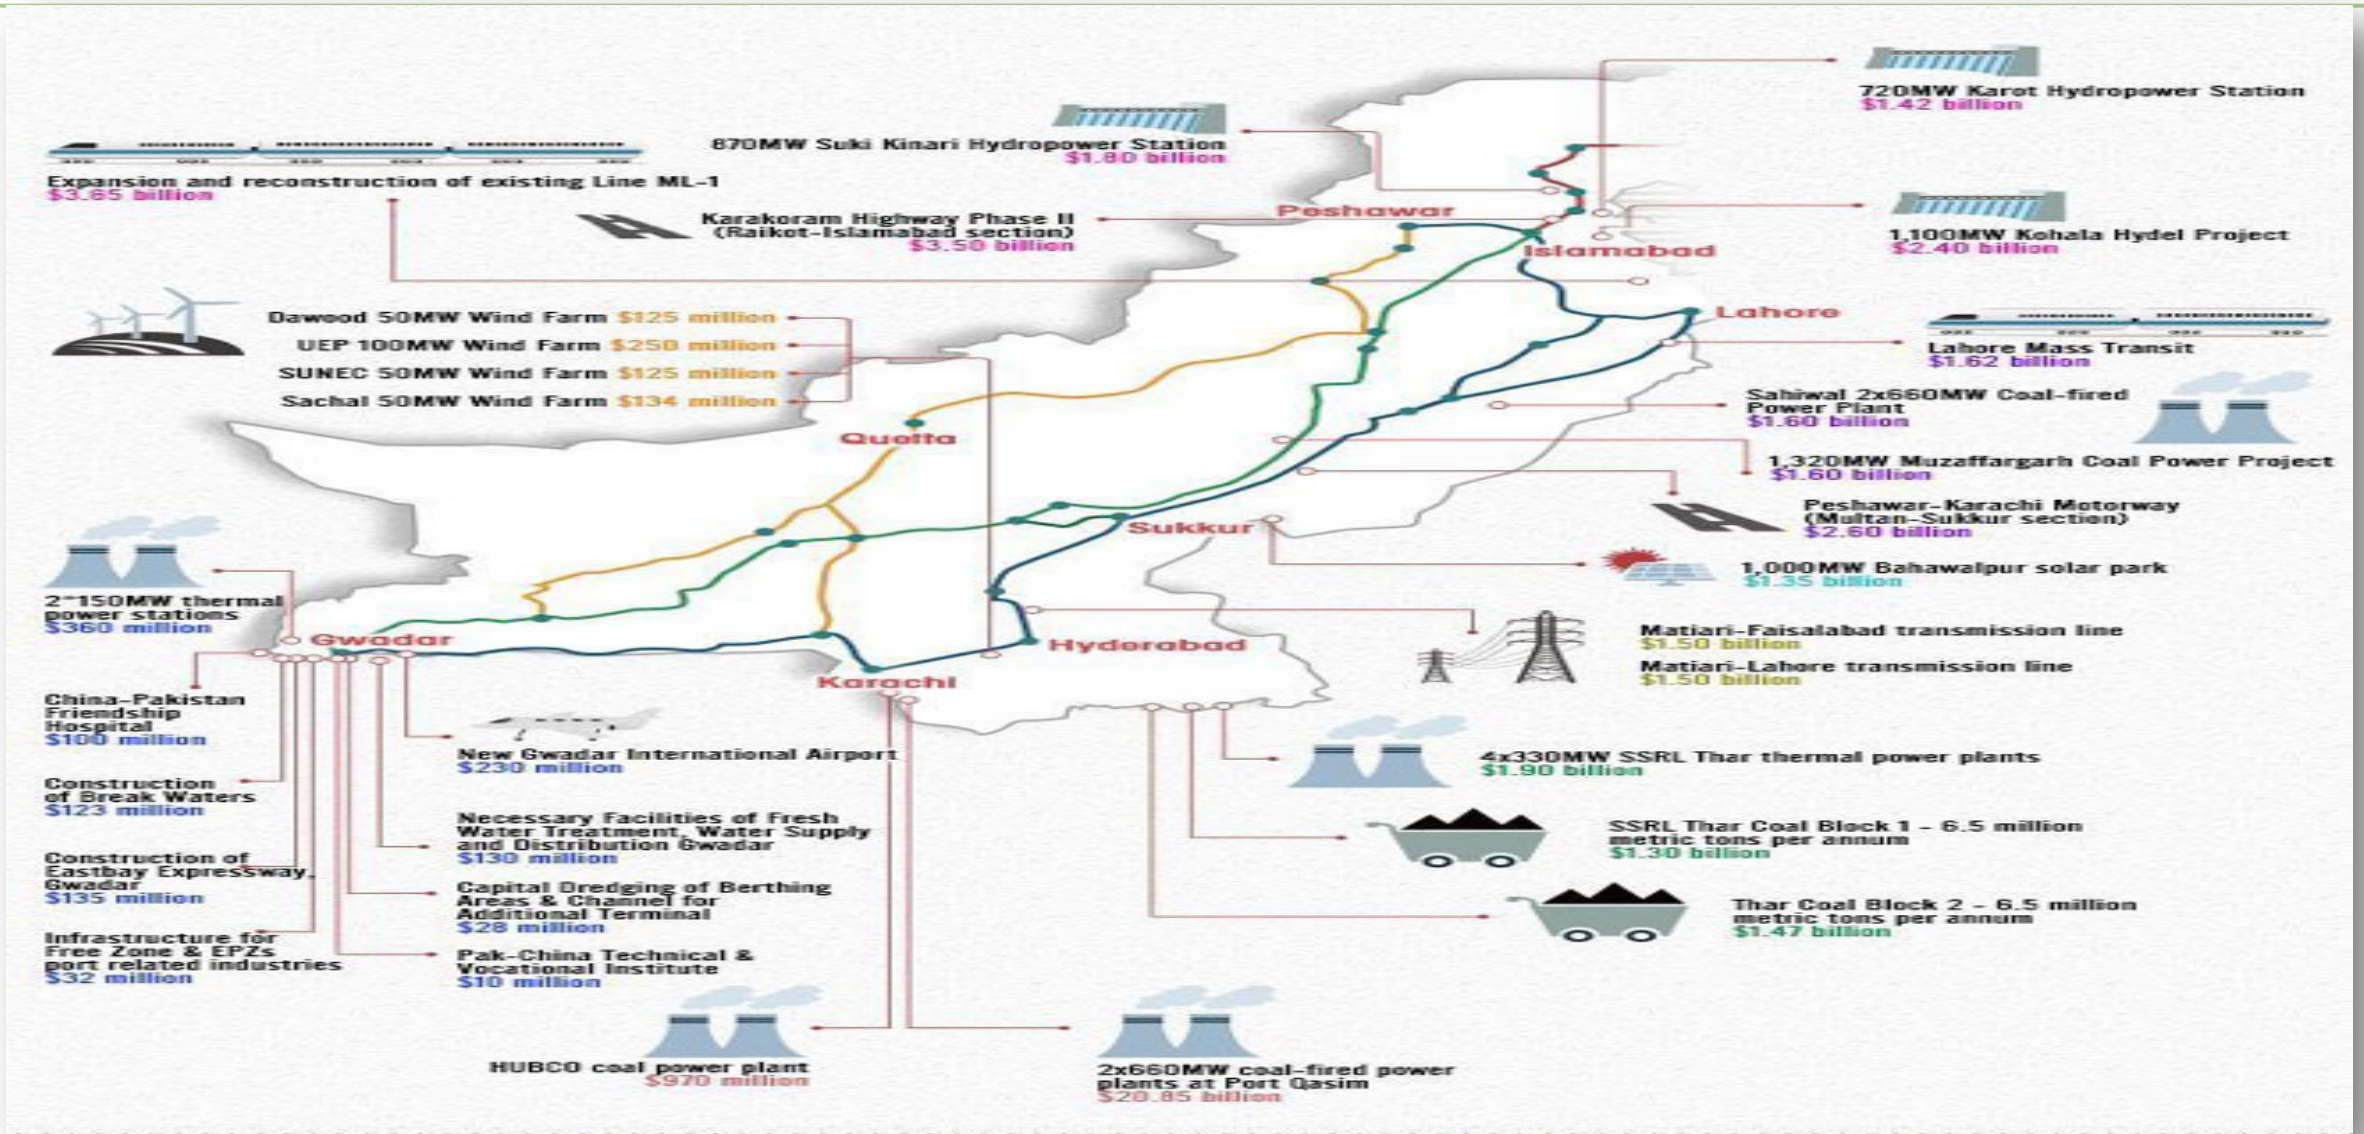 720MW Karot Hydropower Station
$1.42 billion
870MW Suki Kinari Hydropower Station
$1.80 billion
Expansion and reconstruction of existing Line ML-1
$3.65 billion
Karakoram Highway Phase II
(Raikot-Islamabad section)
$3.50 billion
Peshawar
Islamabad
1,100MW Kohala Hydel Project
$2.40 billion
Dawood 50MW Wind Farm $125 million
UEP 100MW Wind Farm $250 million
SUNEC 50MW Wind Farm $125 million
Sachal 50MW Wind Farm $134 million
Lahore
Lahore Mass Transit
$1.62 billion
Sahiwal 2x660MW Coal-fired
Power Plant
$1.60 billion
Quetta
1,320MW Muzaffargarh Coal Power Project
$1.60 billion
Peshawar-Karachi Motorway
(Multan-Sukkur section)
$2.60 billion
Sukkur
1,000MW Bahawalpur solar park
$1.35 billion
2*150MW thermal
power stations
$360 million
Gwadar
Hyderabad
Karachi
Matiari-Faisalabad transmission line
$1.50 billion
Matiari-Lahore transmission line
$1.50 billion
China-Pakistan
Friendship
Hospital
$100 million
New Gwadar International Airport
$230 million
4x330MW SSRL Thar thermal power plants
$1.90 billion
Construction
of Break Waters
$123 million
Necessary Facilities of Fresh
Water Treatment, Water Supply
and Distribution Gwadar
$130 million
SSRL Thar Coal Block 1 - 6.5 million
metric tons per annum
$1.30 billion
Construction of
Eastbay Expressway,
Gwadar
$135 million
Capital Dredging of Berthing
Areas & Channel for
Additional Terminal
$28 million
Thar Coal Block 2 - 6.5 million
metric tons per annum
$1.47 billion
Infrastructure for
Free Zone & EPZs
port related industries
$32 million
Pak-China Technical &
Vocational Institute
$10 million
HUBCO coal power plant
$970 million
2x660MW coal-fired power
plants at Port Qasim
$20.85 billion